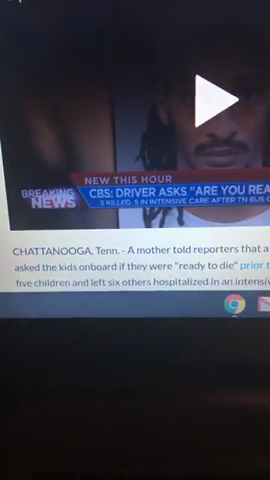 NEW THIS HOUR
BREAKING NEWS
CBS: DRIVER ASKS "ARE YOU REA
5 KILLED, 5 IN INTENSIVE CARE AFTER TN BUS
CHATTANOOGA, Tenn. - A mother told reporters that a
asked the kids onboard if they were "ready to die" prior t
five children and left six others hospitalized in an intensiv